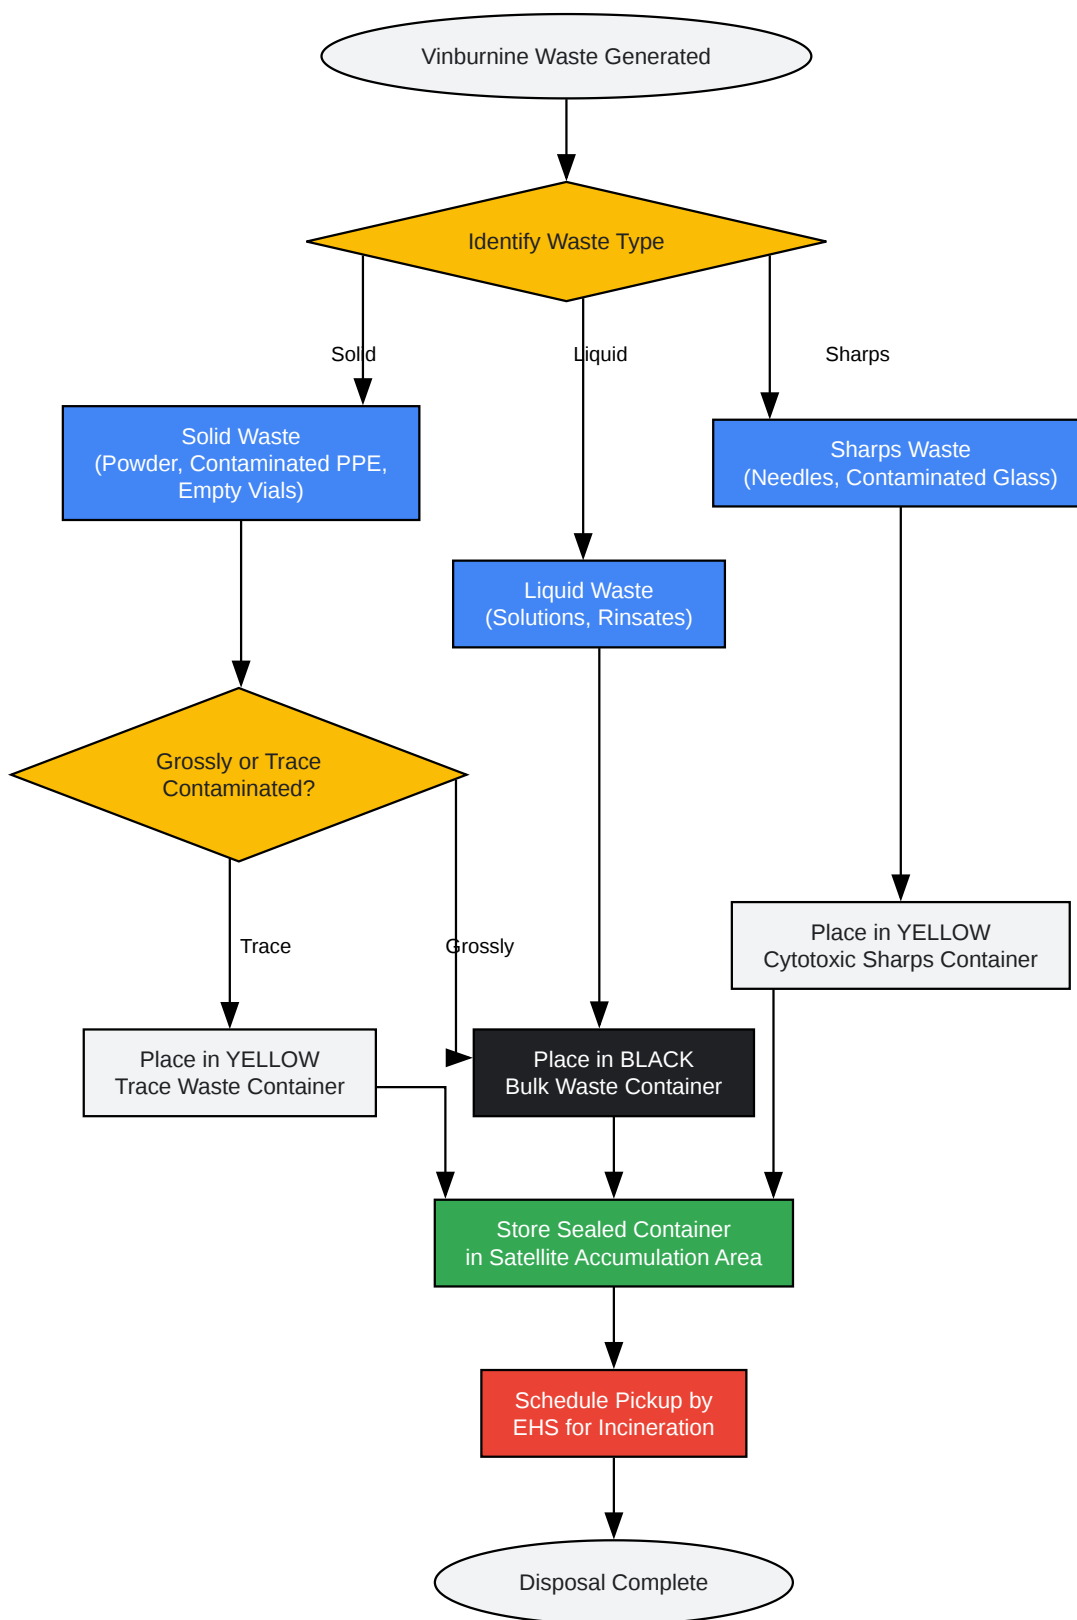 Vinburnine Waste Generated
Identify Waste Type
Solid
Liquid
Sharps
Solid Waste
(Powder, Contaminated PPE,
Empty Vials)
Sharps Waste
(Needles, Contaminated Glass)
Liquid Waste
(Solutions, Rinsates)
Grossly or Trace
Contaminated?
Trace
Grossly
Place in YELLOW
Cytotoxic Sharps Container
Place in YELLOW
Trace Waste Container
Place in BLACK
Bulk Waste Container
Store Sealed Container
in Satellite Accumulation Area
Schedule Pickup by
EHS for Incineration
Disposal Complete